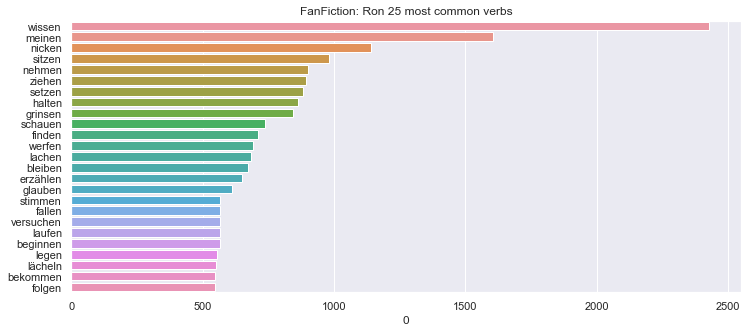 FanFiction: Ron 25 most common verbs
wissen
meinen
nicken
sitzen
nehmen
ziehen
setzen
halten
grinsen
schauen
finden
werfen
lachen
bleiben
erzählen
glauben
stimmen
fallen
versuchen
laufen
beginnen
legen
lächeln
bekommen
folgen
0 500 1000 1500 2000 2500
0